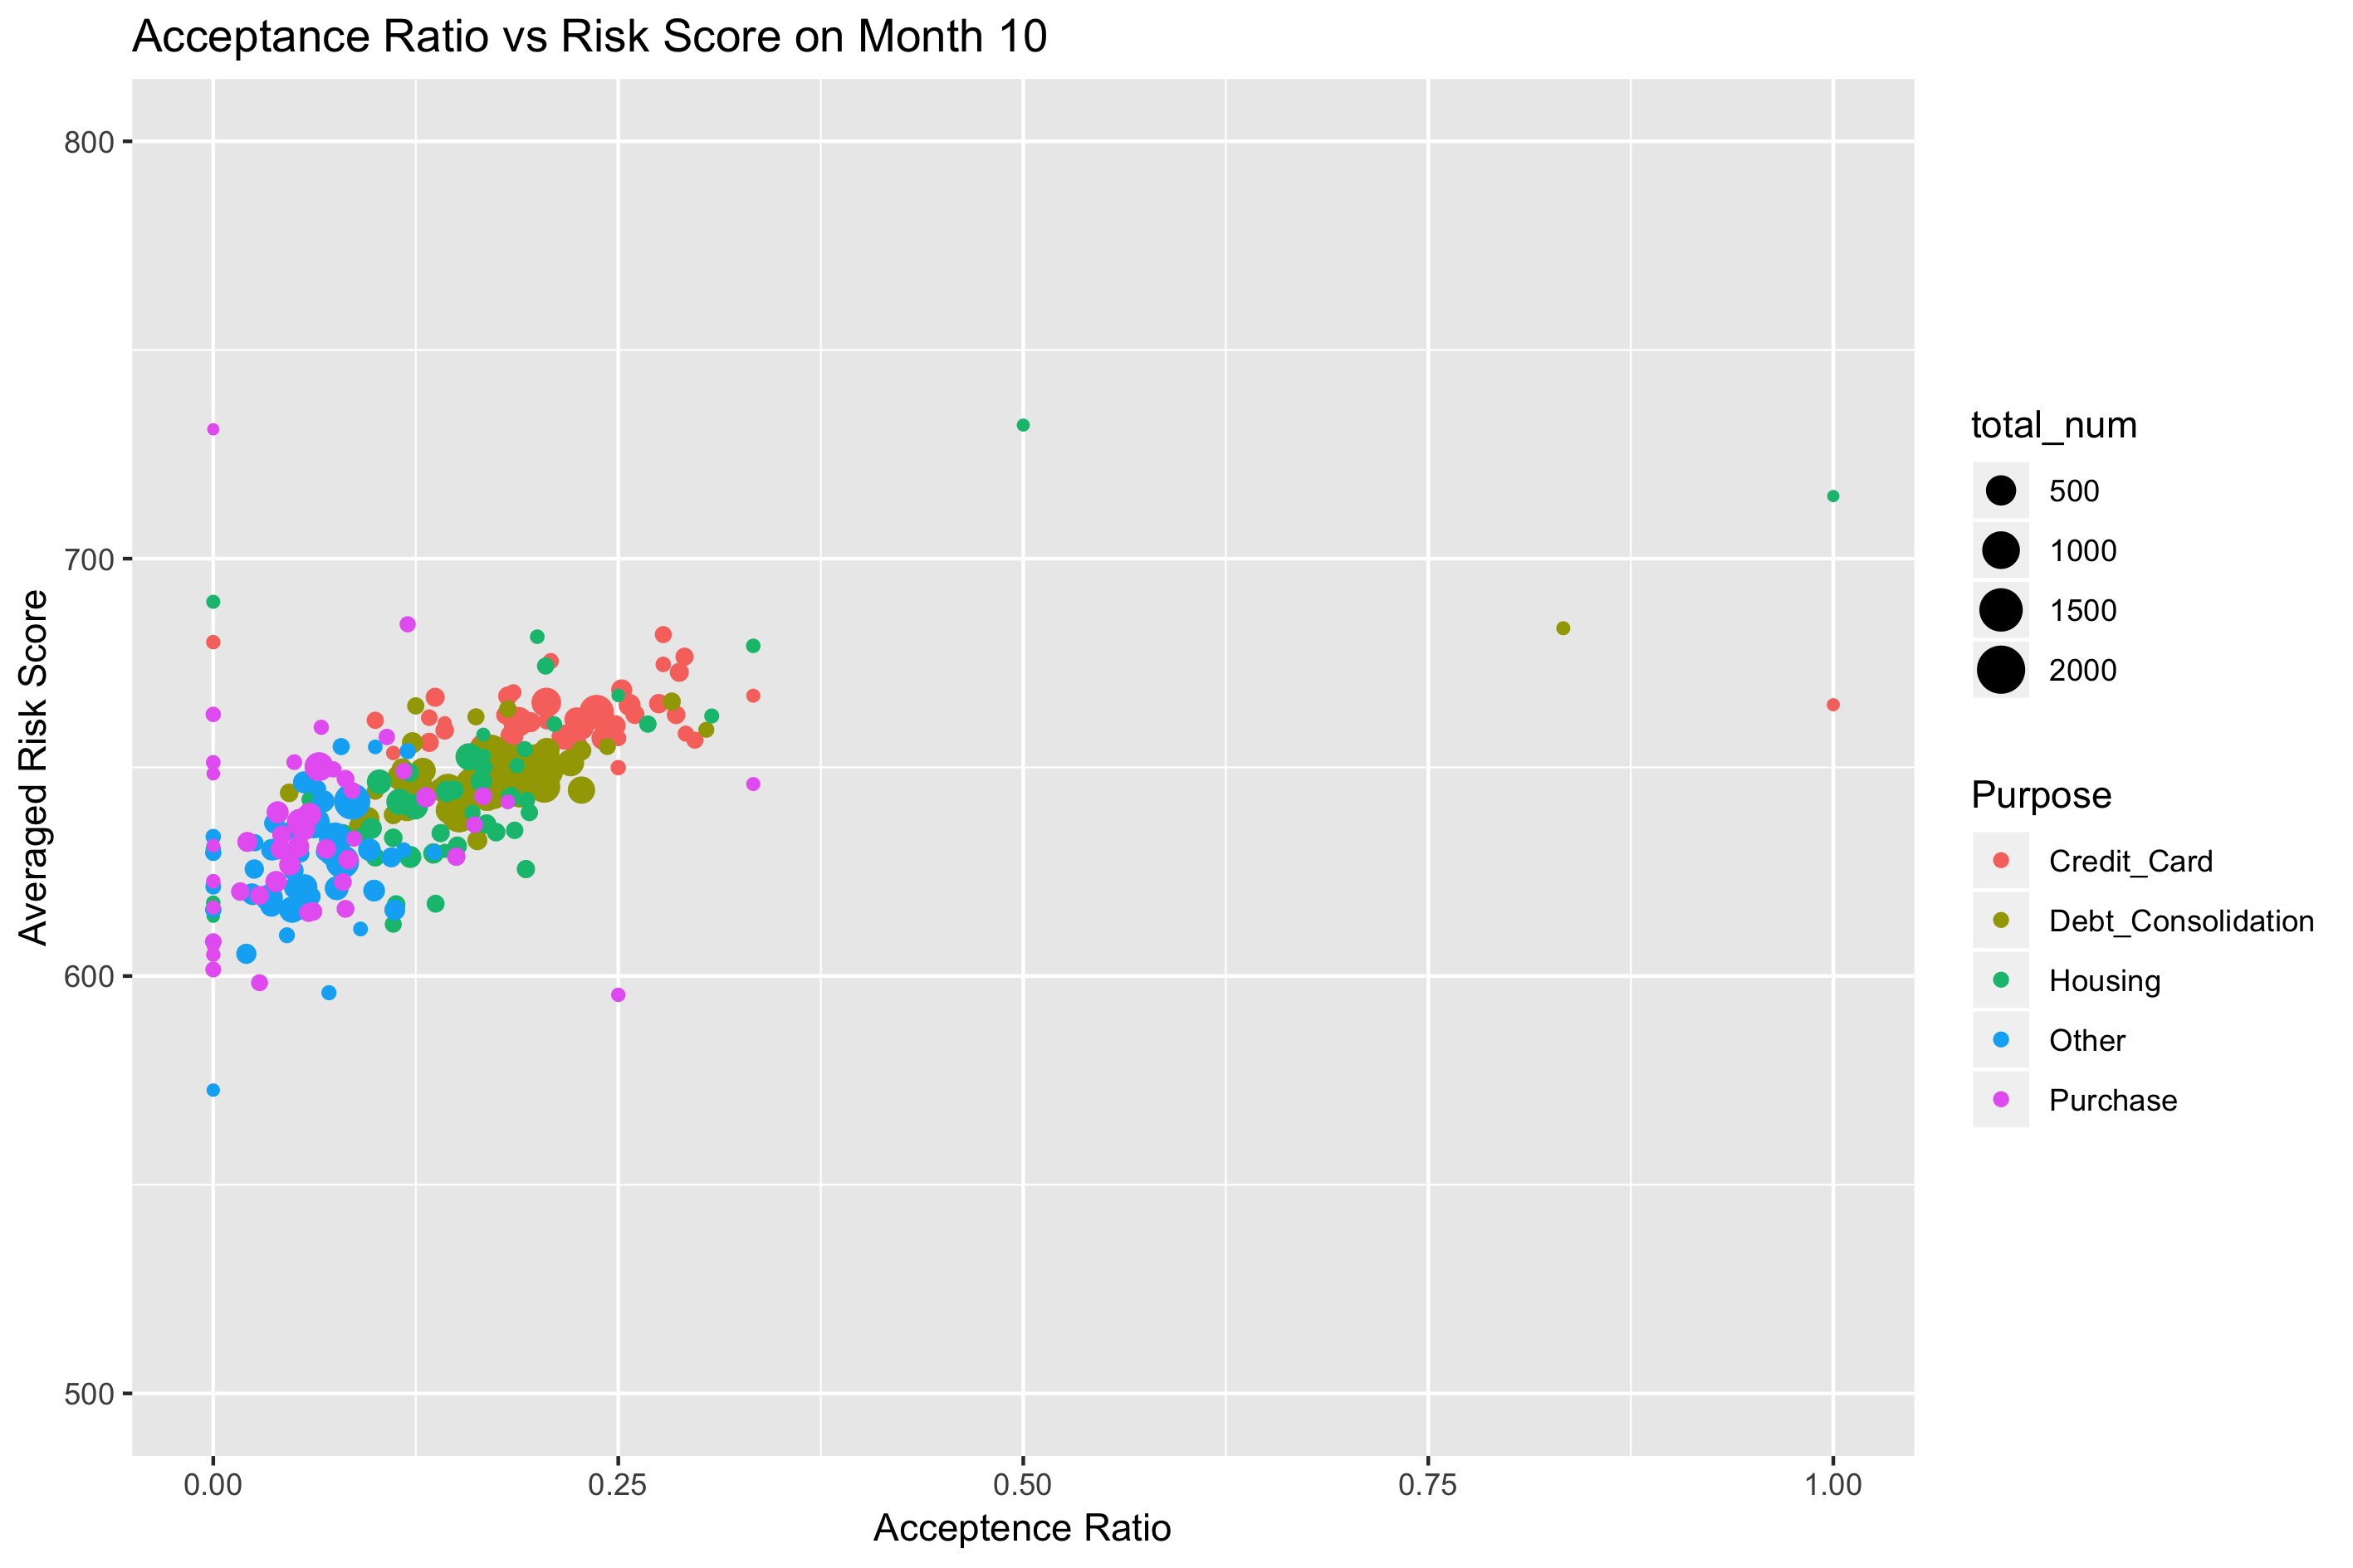 Acceptance Ratio vs Risk Score on Month 10
800
700
600
500
Averaged Risk Score
0.00
0.25
0.50
0.75
1.00
Acceptence Ratio
total_num
500
1000
1500
2000
Purpose
Credit_Card
Debt_Consolidation
Housing
Other
Purchase